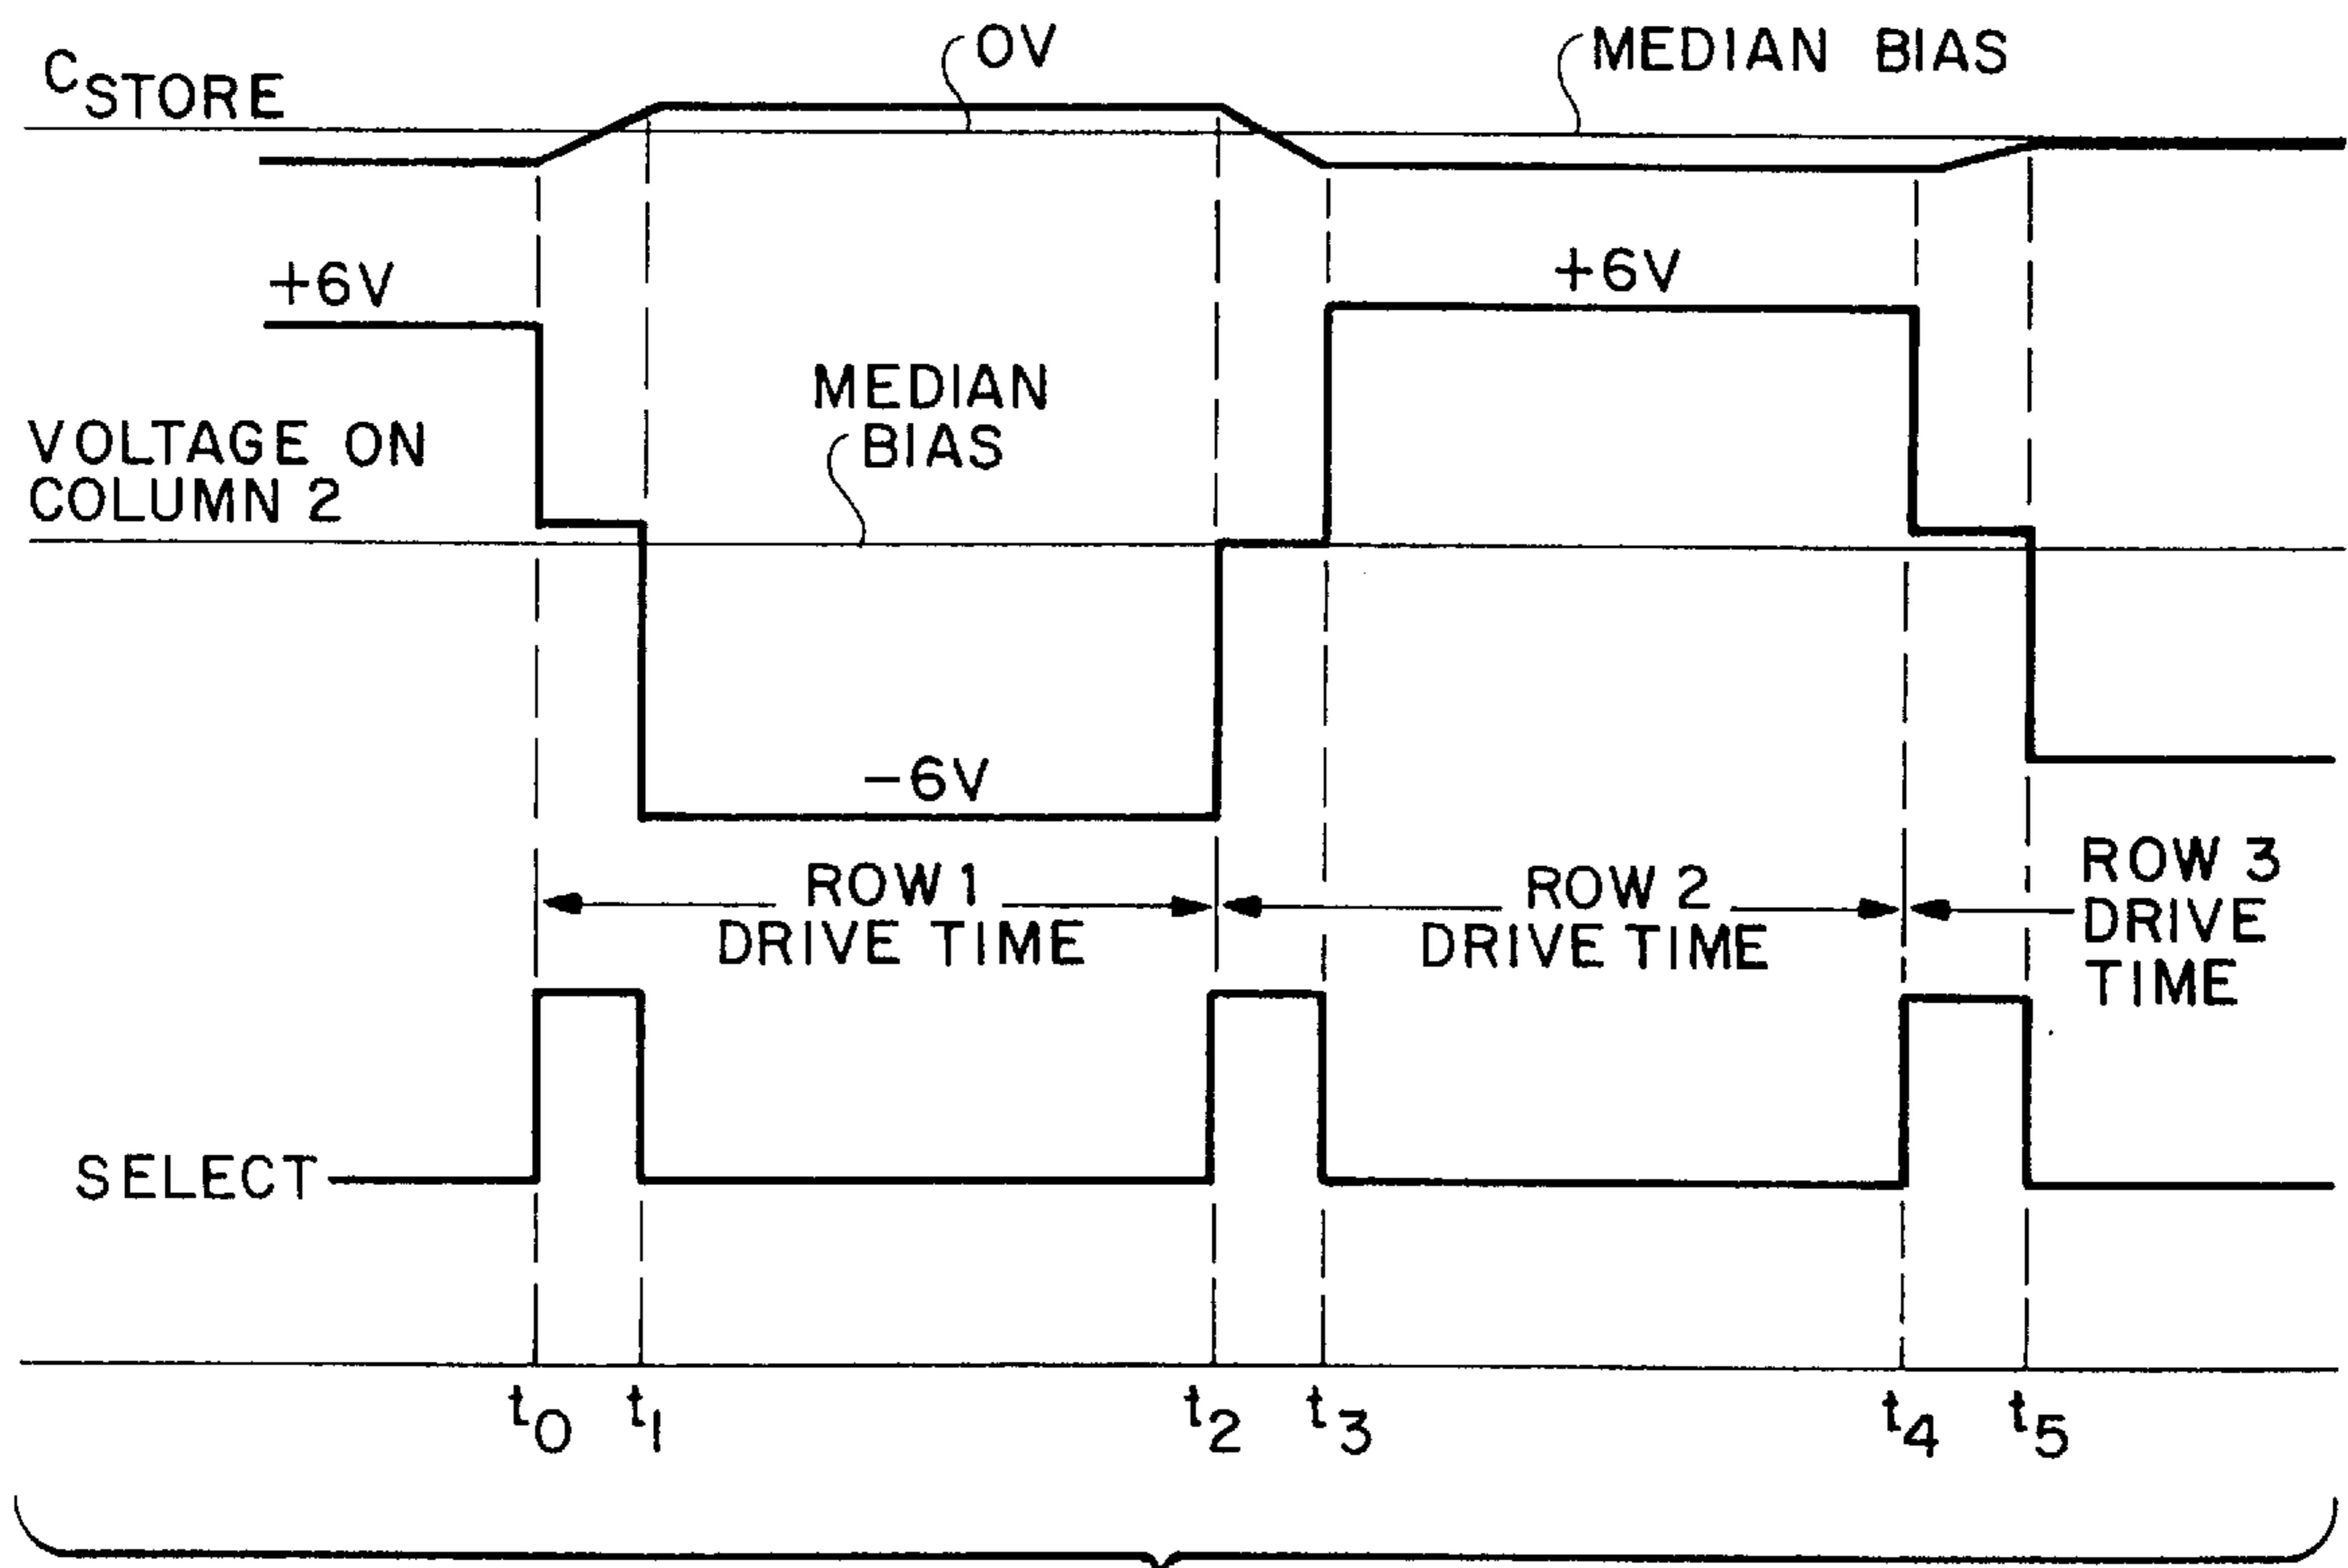 0V
MEDIAN BIAS
CSTORE
+6V
+6V
MEDIAN
BIAS
VOLTAGE ON
COLUMN 2
-6V
ROW 1
DRIVE TIME
ROW 2
DRIVE TIME
ROW 3
DRIVE
TIME
SELECT
t0 t1 t2 t3 t4 t5